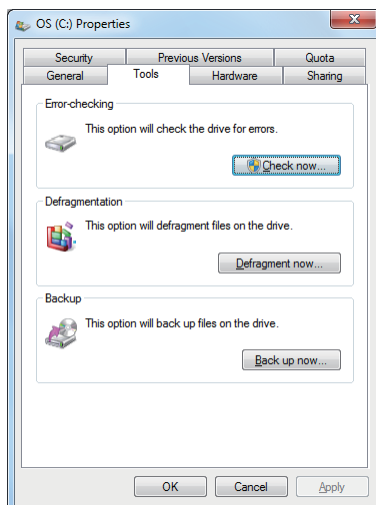 OS (C:) Properties
Security Previous Versions Quota
General Tools Hardware Sharing
Error-checking
This option will check the drive for errors.
Check now...
Defragmentation
This option will defragment files on the drive.
Defragment now...
Backup
This option will back up files on the drive.
Back up now...
OK Cancel Apply